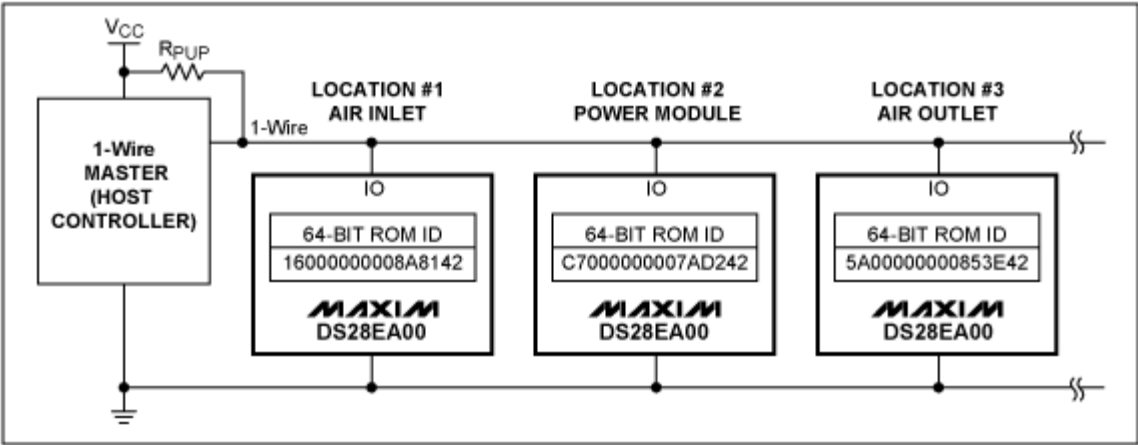 VCC
RPUP
1-Wire
MASTER
(HOST
CONTROLLER)
1-Wire
LOCATION #1
AIR INLET
IO
64-BIT ROM ID
16000000008A8142
MAXIM
DS28EA00
LOCATION #2
POWER MODULE
IO
64-BIT ROM ID
C7000000007AD242
MAXIM
DS28EA00
LOCATION #3
AIR OUTLET
IO
64-BIT ROM ID
5A00000000853E42
MAXIM
DS28EA00